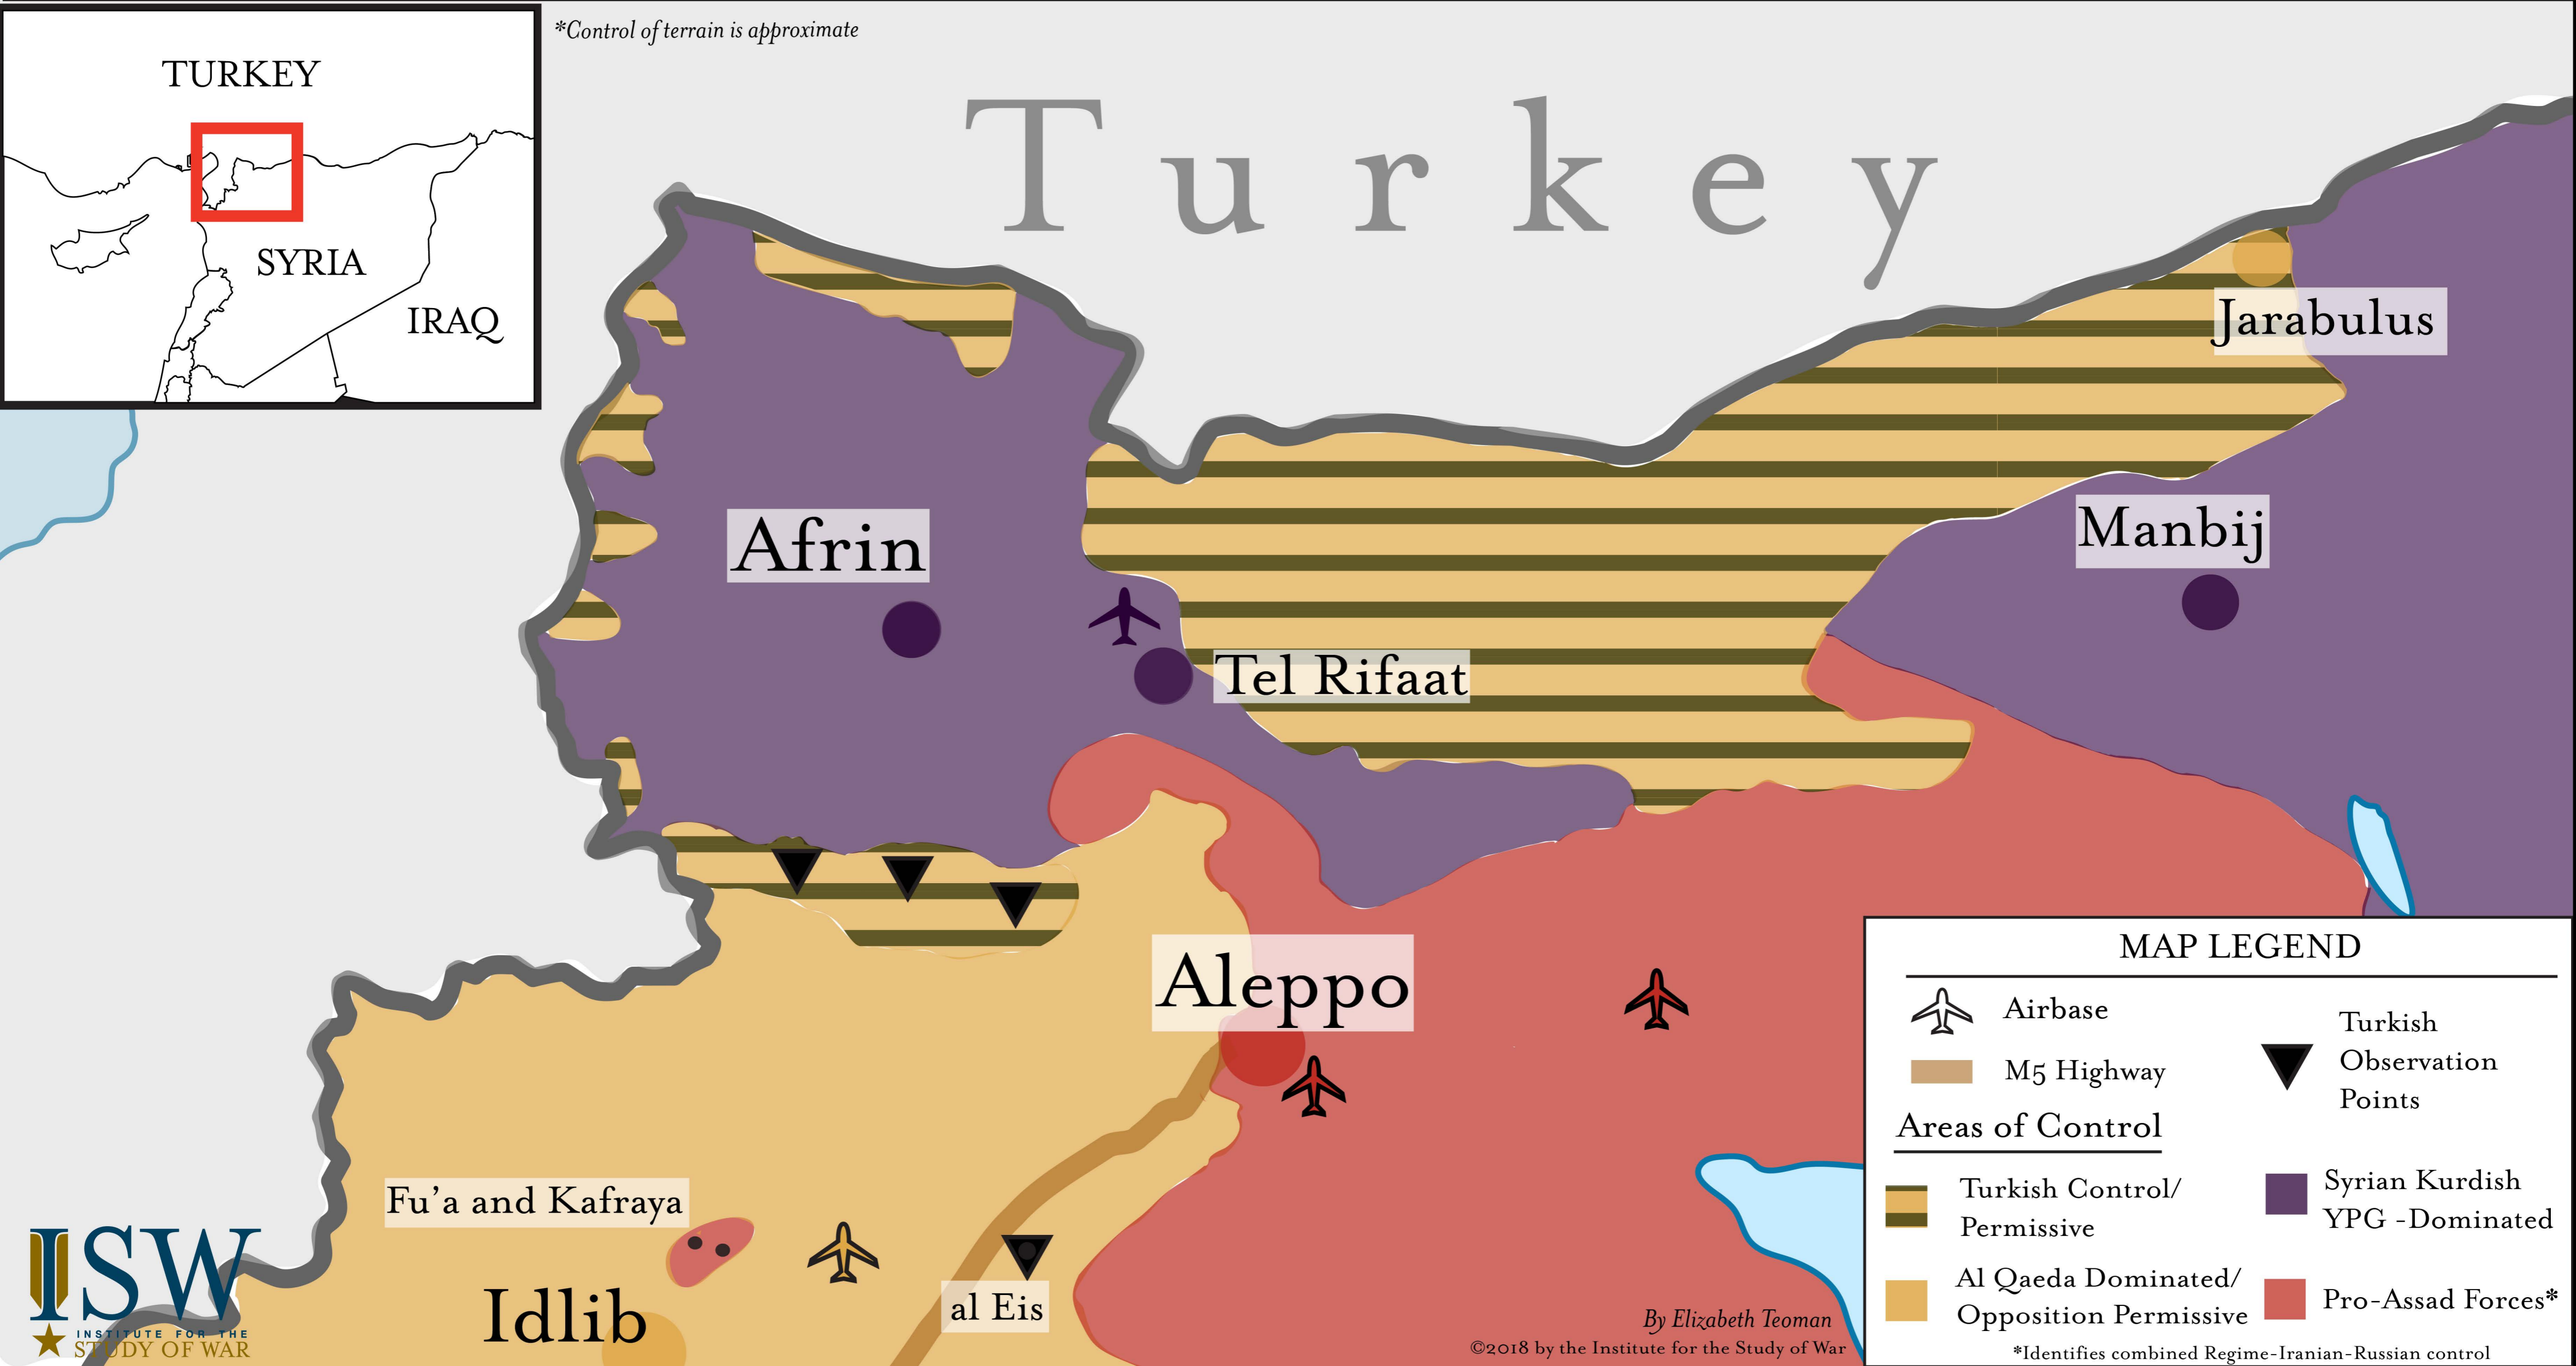 *Control of terrain is approximate
TURKEY
SYRIA
IRAQ
Turkey
Jarabulus
Manbij
Afrin
Tel Rifaat
Aleppo
Fu'a and Kafraya
Idlib
al Eis
ISW
INSTITUTE FOR THE
STUDY OF WAR
By Elizabeth Teoman
©2018 by the Institute for the Study of War
MAP LEGEND
Airbase
M5 Highway
Turkish
Observation
Points
Areas of Control
Turkish Control/
Permissive
Al Qaeda Dominated/
Opposition Permissive
Syrian Kurdish
YPG -Dominated
Pro-Assad Forces*
*Identifies combined Regime-Iranian-Russian control